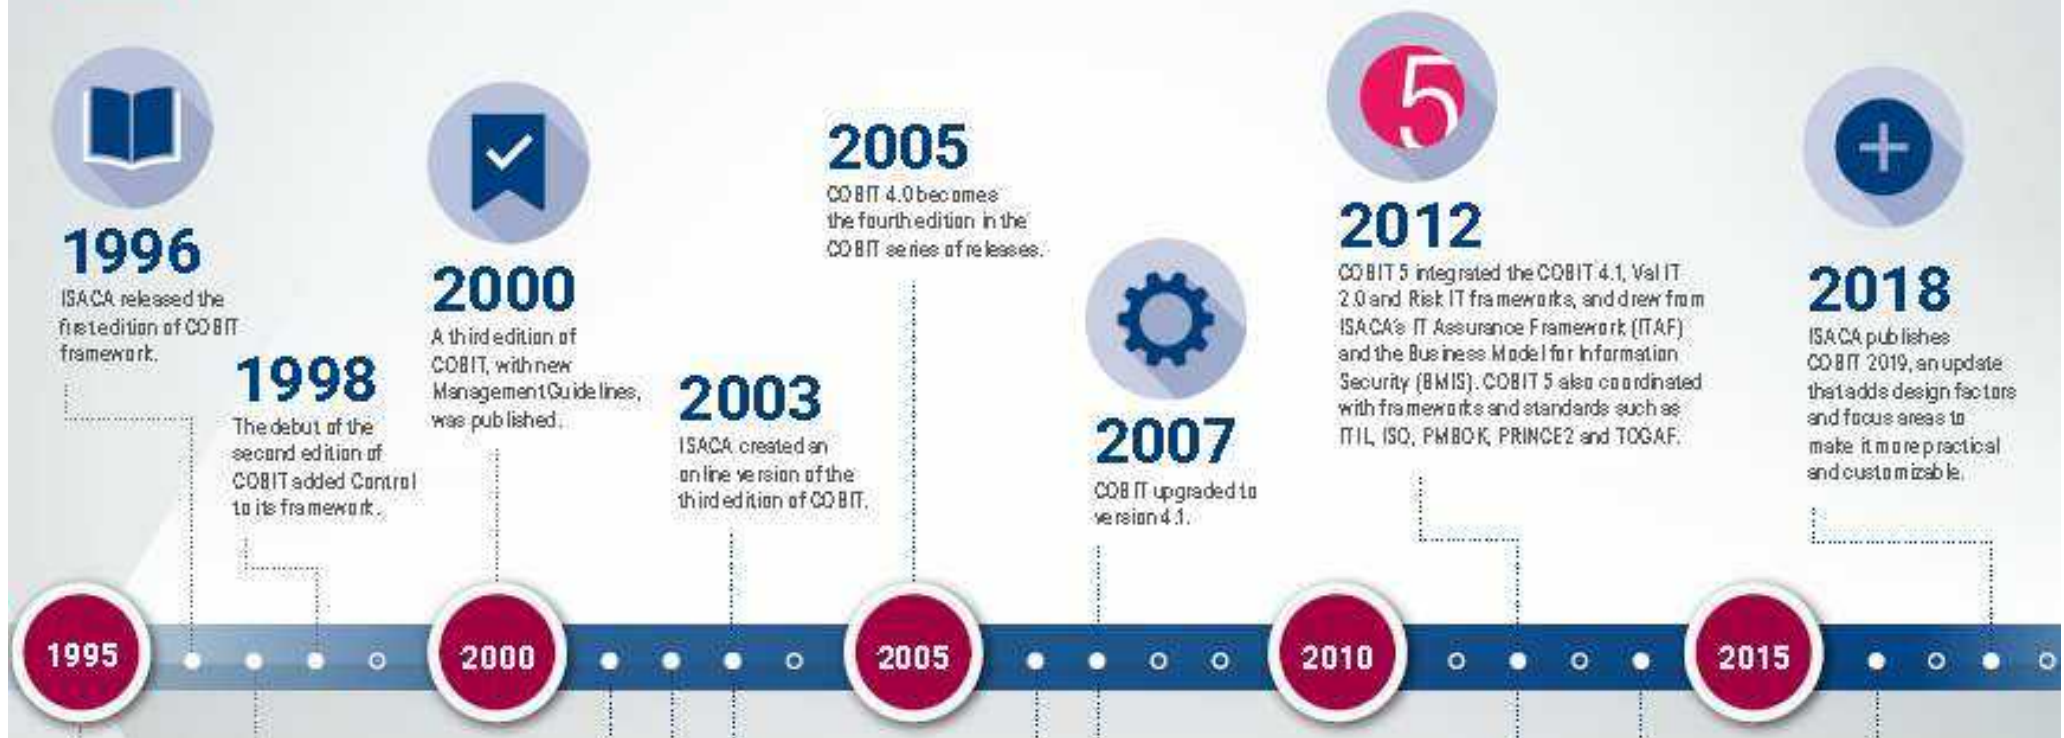 1996
ISACA released the
first edition of COBIT
framework.
1998
The debut of the
second edition of
COBIT added Control
to its framework.
2000
A third edition of
COBIT, with new
Management Guidelines,
was published.
2003
ISACA created an
online version of the
third edition of COBIT.
2005
COBIT 4.0 becomes
the fourth edition in the
COBIT series of releases.
2007
COBIT upgraded to
version 4.1.
5
2012
COBIT 5 integrated the COBIT 4.1, Val IT
2.0 and Risk IT frameworks, and drew from
ISACA's IT Assurance Framework (ITAF)
and the Business Model for Information
Security (BMIS). COBIT 5 also coordinated
with frameworks and standards such as
ITIL, ISO, PMBOK, PRINCE2 and TOGAF.
2018
ISACA publishes
COBIT 2019, an update
that adds design factors
and focus areas to
make it more practical
and customizable.
1995
2000
2005
2010
2015